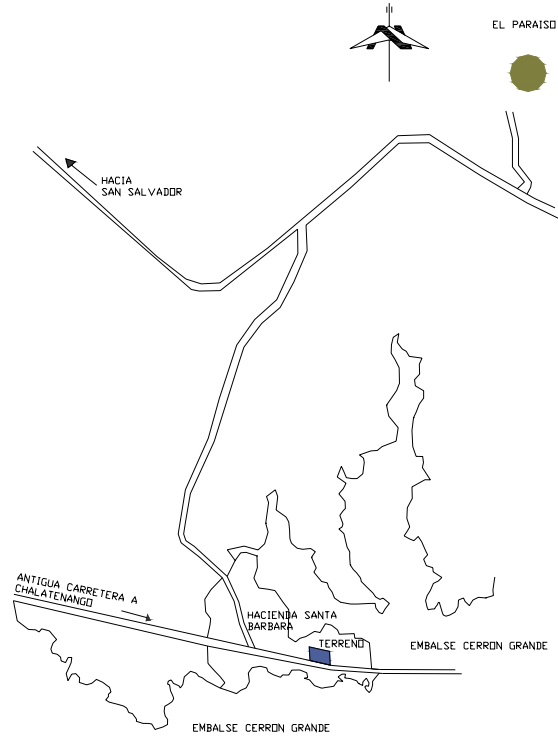 EL PARAISO
HACIA
SAN SALVADOR
ANTIGUA CARRETERA A
CHALATENANGO
HACIENDA SANTA
BARBARA
TERRENO
EMBALSE CERRON GRANDE
EMBALSE CERRON GRANDE